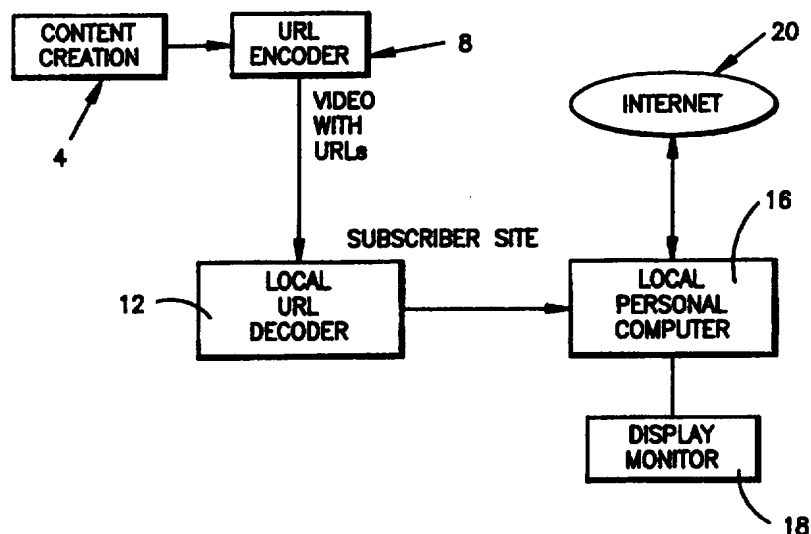 CONTENT
CREATION
URL
ENCODER
8
4
VIDEO
WITH
URLs
20
INTERNET
SUBSCRIBER SITE
16
12
LOCAL
URL
DECODER
LOCAL
PERSONAL
COMPUTER
DISPLAY
MONITOR
18